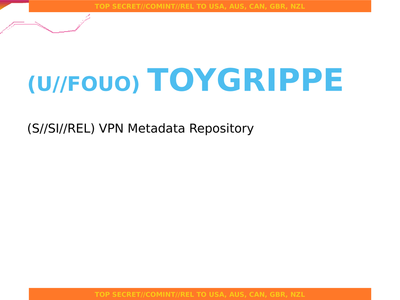 TOP SECRET//COMINT//REL TO USA, AUS, CAN, GBR, NZL
(U//FOUO) TOYGRIPPE
(S//SI//REL) VPN Metadata Repository
TOP SECRET//COMINT//REL TO USA, AUS, CAN, GBR, NZL